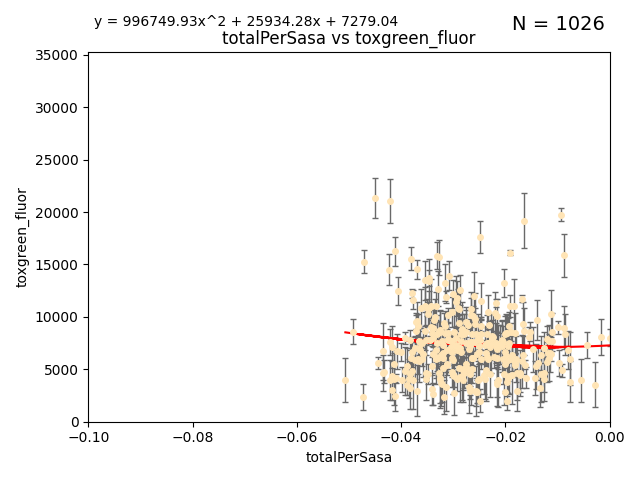 y = 996749.93x^2 + 25934.28x + 7279.04
N = 1026
totalPerSasa vs toxgreen_fluor
35000
30000
25000
20000
15000
10000
5000
0
toxgreen_fluor
−0.10
−0.08
−0.06
−0.04
−0.02
0.00
totalPerSasa